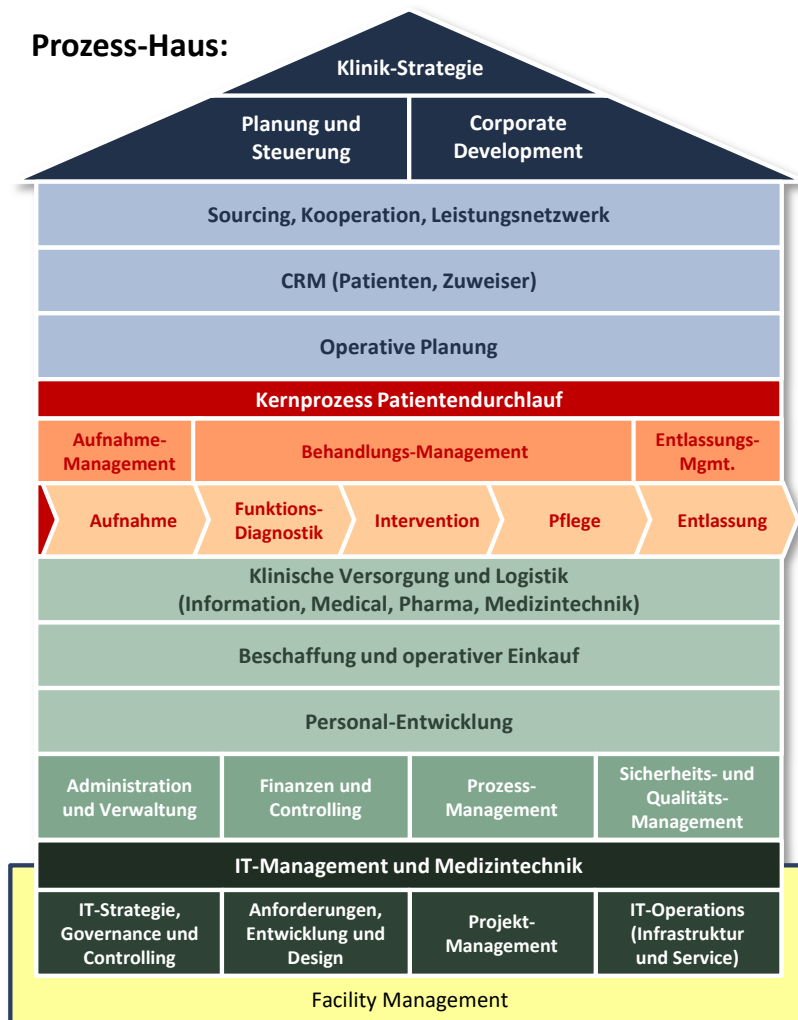 Prozess-Haus:
Klinik-Strategie
Planung und
Steuerung
Corporate
Development
Sourcing, Kooperation, Leistungsnetzwerk
CRM (Patienten, Zuweiser)
Operative Planung
Kernprozess Patientendurchlauf
Aufnahme-
Management
Behandlungs-Management
Entlassungs-
Mgmt.
Aufnahme
Funktions-
Diagnostik
Intervention
Pflege
Entlassung
Klinische Versorgung und Logistik
(Information, Medical, Pharma, Medizintechnik)
Beschaffung und operativer Einkauf
Personal-Entwicklung
Administration
und Verwaltung
Finanzen und
Controlling
Prozess-
Management
Sicherheits- und
Qualitäts-
Management
IT-Management und Medizintechnik
IT-Strategie,
Governance und
Controlling
Anforderungen,
Entwicklung und
Design
Projekt-
Management
IT-Operations
(Infrastruktur
und Service)
Facility Management